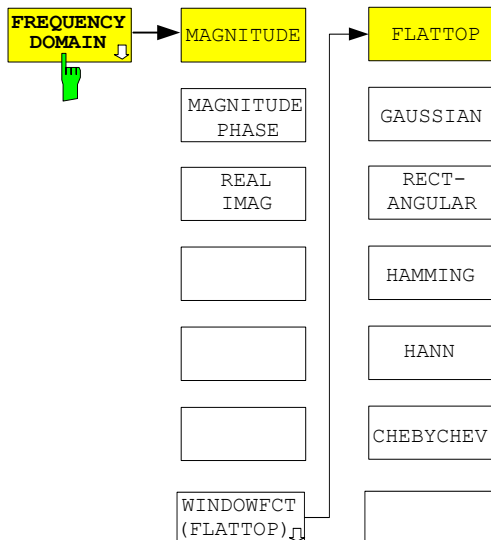 FREQUENCY
DOMAIN
MAGNITUDE
MAGNITUDE
PHASE
REAL
IMAG
WINDOWFCT
(FLATTOP)
FLATTOP
GAUSSIAN
RECT-
ANGULAR
HAMMING
HANN
CHEBYCHEV